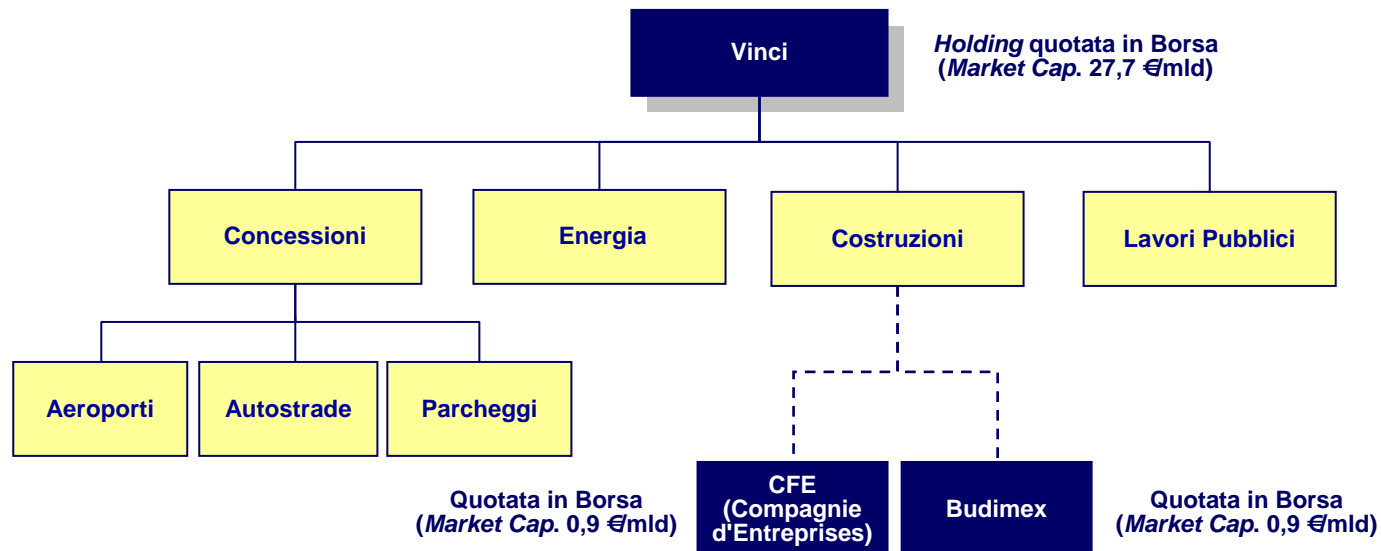 Vinci
Holding quotata in Borsa
(Market Cap. 27,7 €/mld)
Concessioni
Energia
Costruzioni
Lavori Pubblici
Aeroporti
Autostrade
Parcheggi
Quotata in Borsa
(Market Cap. 0,9 €/mld)
CFE
(Compagnie
d'Entreprises)
Budimex
Quotata in Borsa
(Market Cap. 0,9 €/mld)